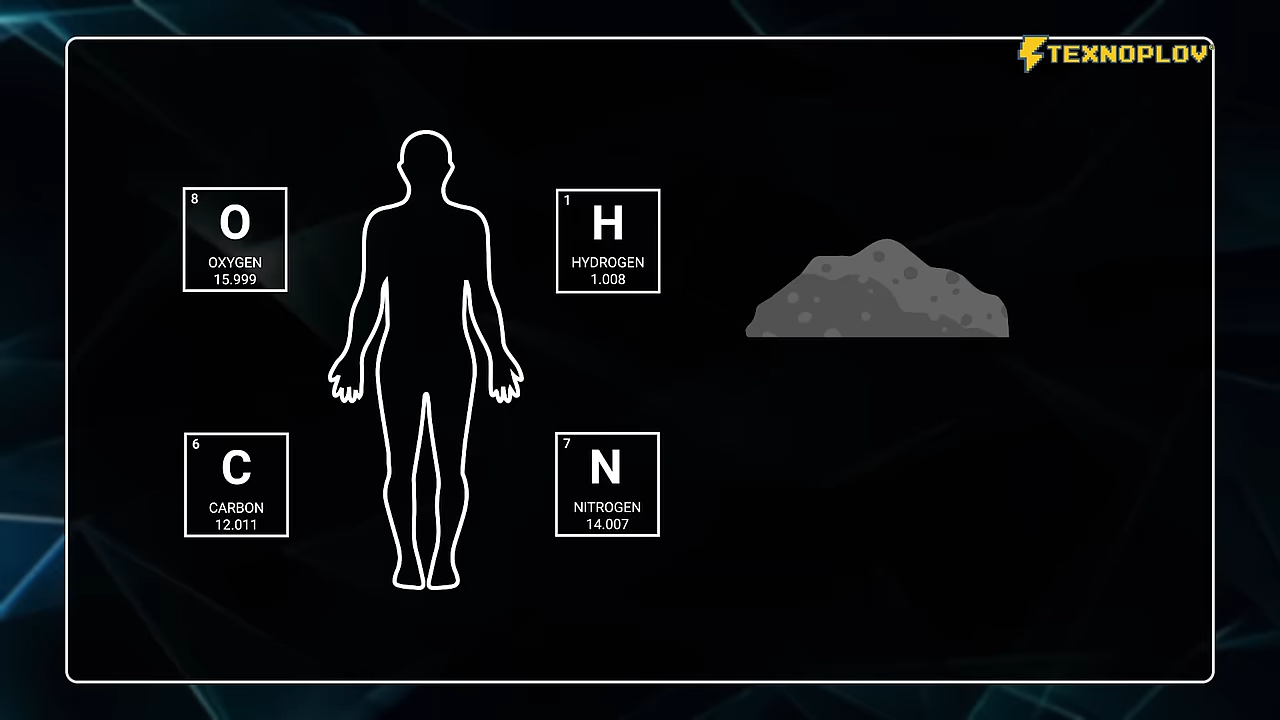 TEXNOPLOV
8
O
OXYGEN
15.999
1
H
HYDROGEN
1.008
6
C
CARBON
12.011
7
N
NITROGEN
14.007